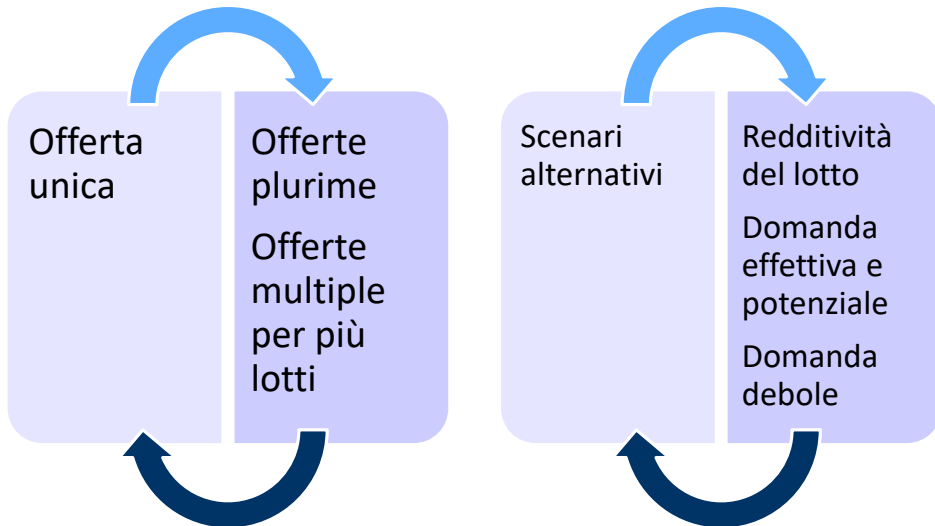 Offerta
unica
Offerte
plurime
Offerte
multiple
per più
lotti
Scenari
alternativi
Redditività
del lotto
Domanda
effettiva e
potenziale
Domanda
debole